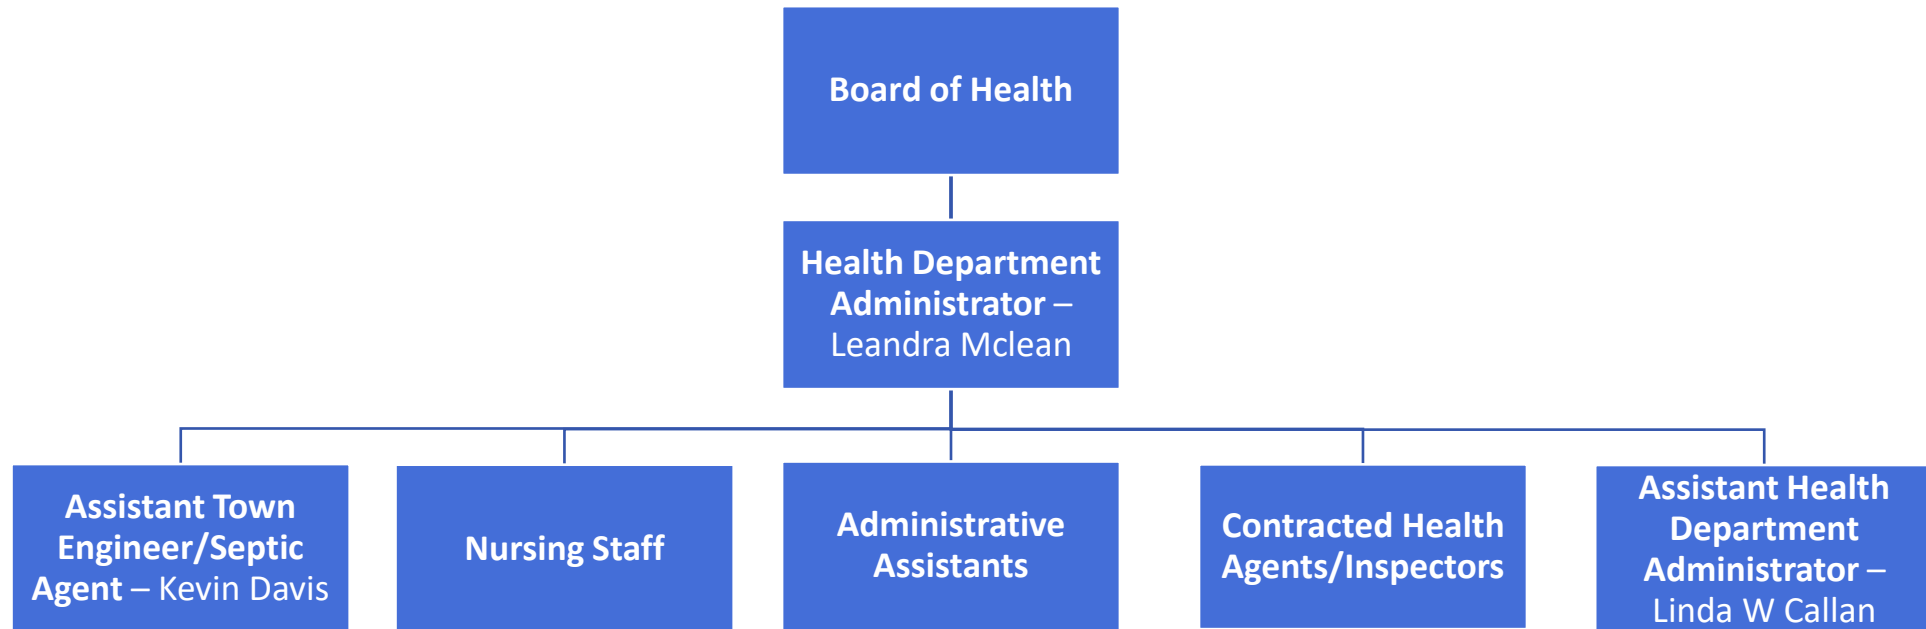 Board of Health
Health Department
Administrator –
Leandra Mclean
Assistant Town
Engineer/Septic
Agent – Kevin Davis
Nursing Staff
Administrative
Assistants
Contracted Health
Agents/Inspectors
Assistant Health
Department
Administrator –
Linda W Callan